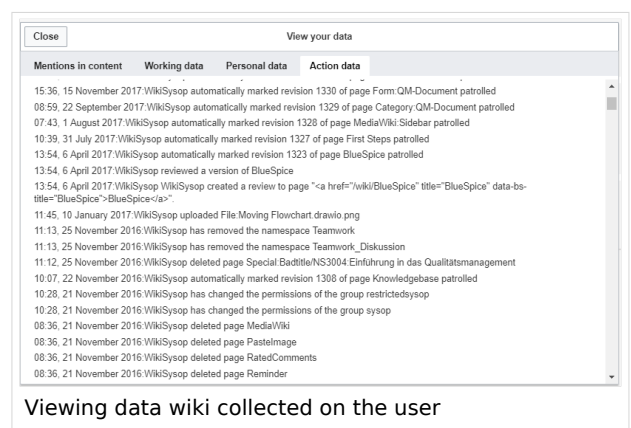 Close
View your data
Mentions in content
Working data
Personal data
Action data
15:36, 15 November 2017:WikiSysop automatically marked revision 1330 of page Form:QM-Document patrolled
08:59, 22 September 2017:WikiSysop automatically marked revision 1329 of page Category:QM-Document patrolled
07:43, 1 August 2017:WikiSysop automatically marked revision 1328 of page MediaWiki:Sidebar patrolled
10:39, 31 July 2017:WikiSysop automatically marked revision 1327 of page First Steps patrolled
13:54, 6 April 2017:WikiSysop automatically marked revision 1323 of page BlueSpice patrolled
13:54, 6 April 2017:WikiSysop reviewed a version of BlueSpice
13:54, 6 April 2017:WikiSysop WikiSysop created a review to page "<a href="/wiki/BlueSpice" title="BlueSpice" data-bs-
title="BlueSpice">BlueSpice</a>".
11:45, 10 January 2017:WikiSysop uploaded File:Moving Flowchart.drawio.png
11:13, 25 November 2016:WikiSysop has removed the namespace Teamwork
11:13, 25 November 2016:WikiSysop has removed the namespace Teamwork_Diskussion
11:12, 25 November 2016:WikiSysop deleted page Special:Badtitle/NS3004:Einführung in das Qualitätsmanagement
10:07, 22 November 2016:WikiSysop automatically marked revision 1308 of page Knowledgebase patrolled
10:28, 21 November 2016:WikiSysop has changed the permissions of the group restrictedsysop
10:28, 21 November 2016:WikiSysop has changed the permissions of the group sysop
08:36, 21 November 2016:WikiSysop deleted page MediaWiki
08:36, 21 November 2016:WikiSysop deleted page PasteImage
08:36, 21 November 2016:WikiSysop deleted page RatedComments
08:36, 21 November 2016:WikiSysop deleted page Reminder
Viewing data wiki collected on the user